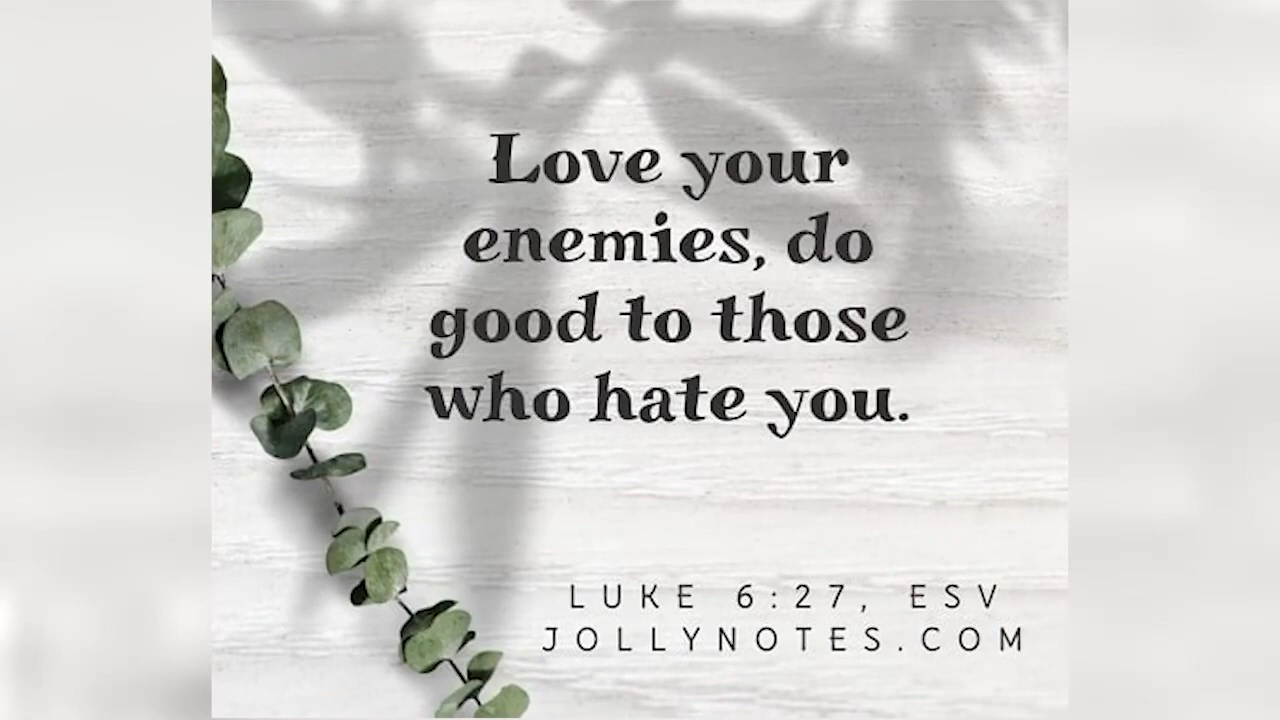 Love your
enemies, do
good to those
who hate you.
LUKE 6:27, ESV
JOLLYNOTES.COM